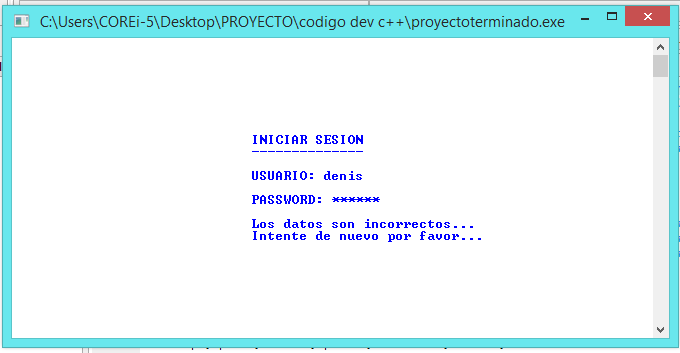 C:\Users\COREi-5\Desktop\PROYECTO\codigo dev c++\proyectoterminado.exe
INICIAR SESION
--------------
USUARIO: denis
PASSWORD: ******
Los datos son incorrectos...
Intente de nuevo por favor...